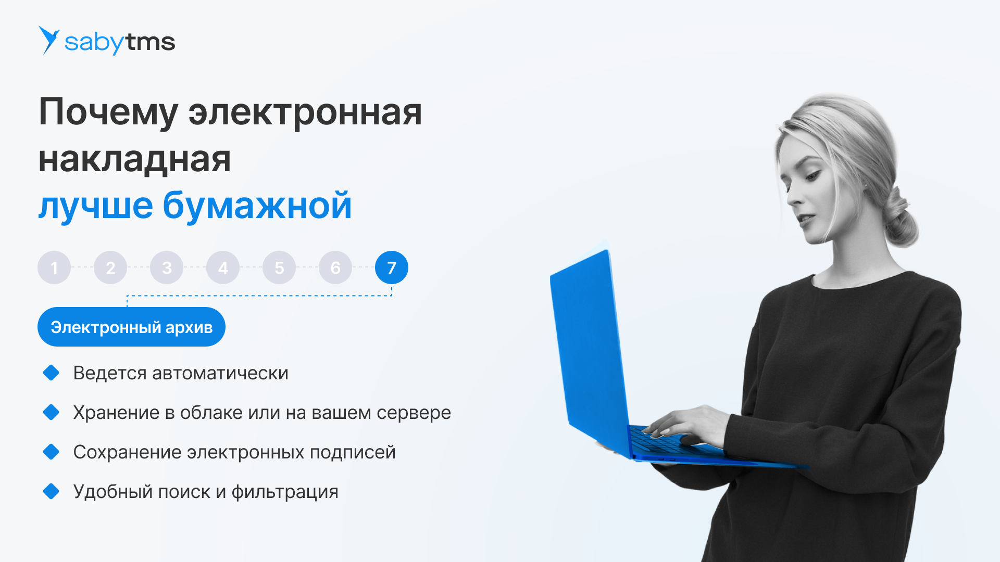 sabytms
Почему электронная
накладная
лучше бумажной
1 2 3 4 5 6 7
Электронный архив
Ведется автоматически
Хранение в облаке или на вашем сервере
Сохранение электронных подписей
Удобный поиск и фильтрация